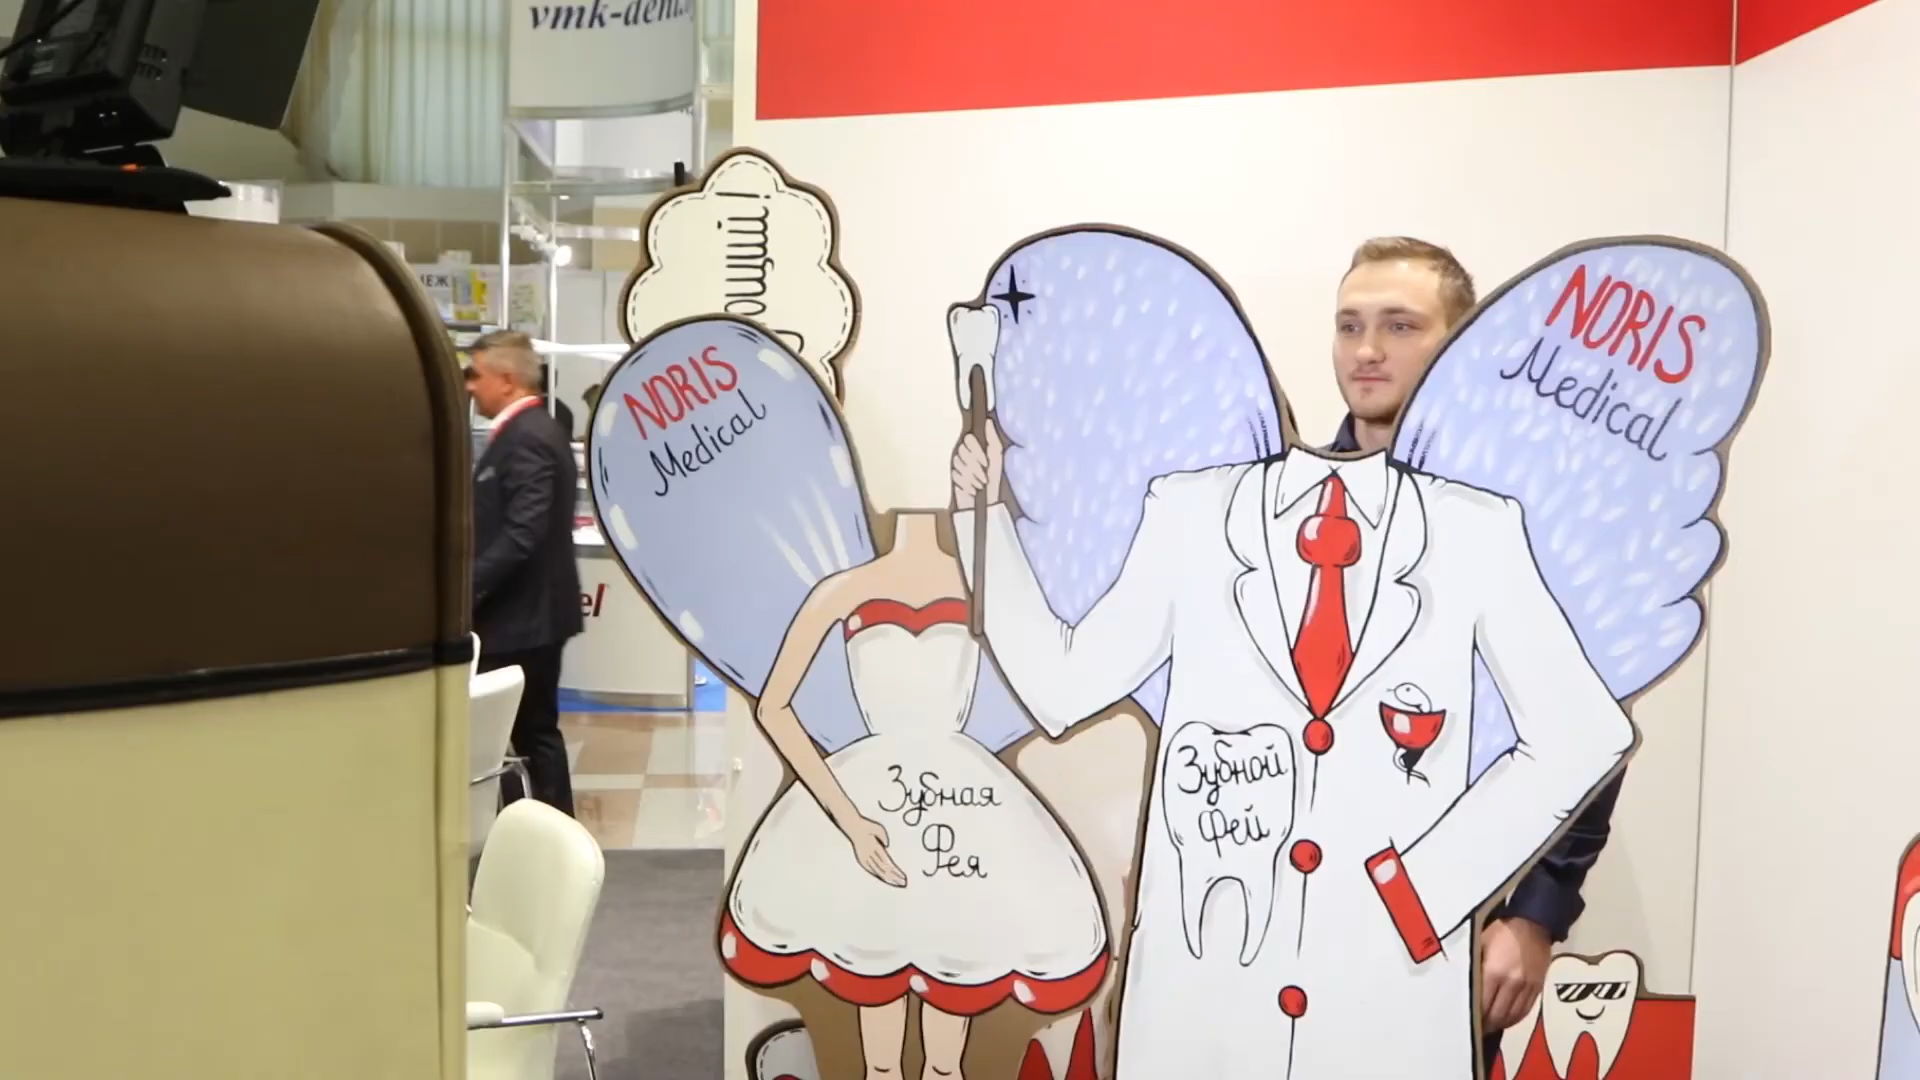 vmk-dent
NORIS
Medical
NORIS
Medical
Зубная
Фея
Зубной
Фей